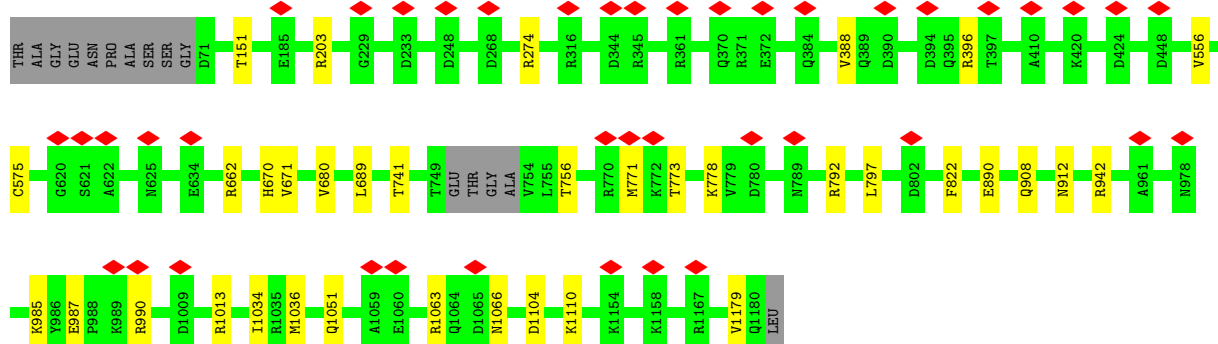 THR ALA GLY GLU ASN PRO ALA SER SER GLY D71 T151 E185 R203 G229 D233 D248 D268 R274 R316 D344 R345 R361 Q370 R371 E372 Q384 V388 Q389 D390 D394 Q395 R396 T397 A410 K420 D424 D448 V556
C575 G620 S621 A622 N625 E634 R662 H670 V671 V680 L689 T741 T749 GLU THR GLY ALA V754 L755 T756 R770 M771 K772 T773 K778 V779 D780 N789 R792 L797 D802 F822 E890 Q908 N912 R942 A961 N978
K985 Y986 E987 P988 K989 R990 D1009 R1013 I1034 R1035 M1036 Q1051 A1059 E1060 R1063 Q1064 D1065 N1066 D1104 K1110 K1154 K1158 R1167 V1179 Q1180 LEU